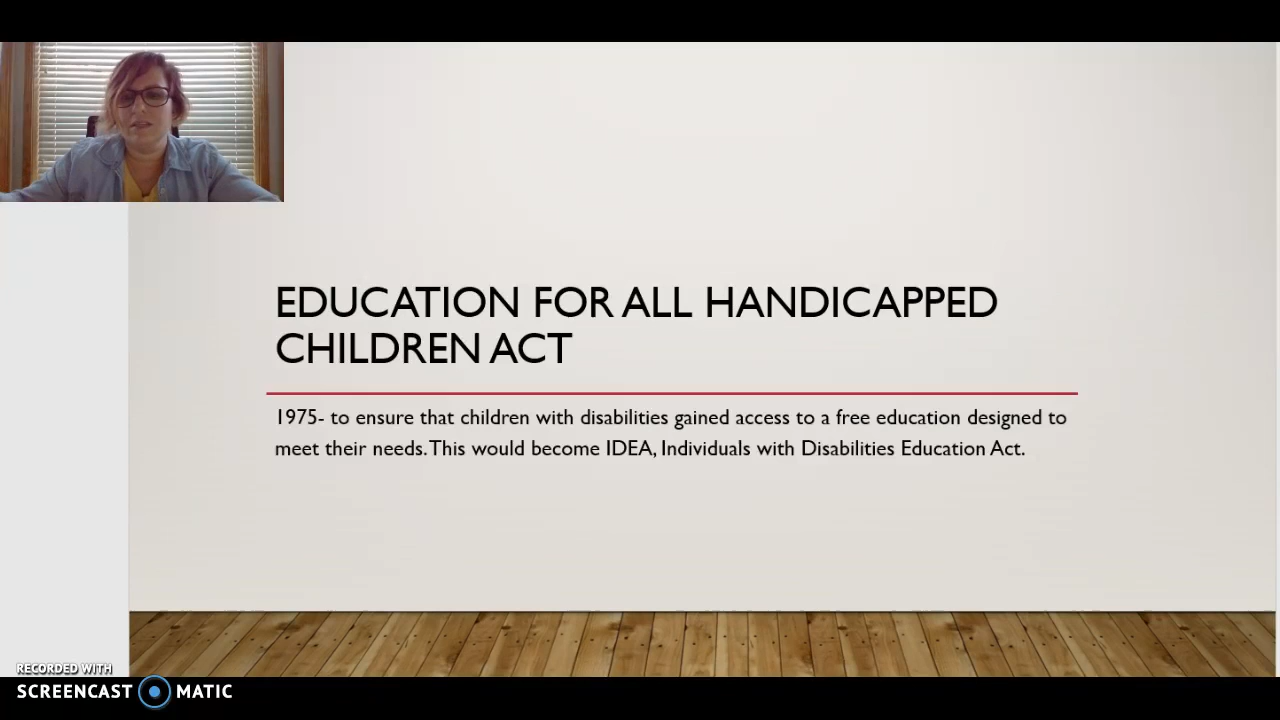 EDUCATION FOR ALL HANDICAPPED
CHILDREN ACT
1975- to ensure that children with disabilities gained access to a free education designed to
meet their needs. This would become IDEA, Individuals with Disabilities Education Act.
RECORDED WITH
SCREENCAST MATIC